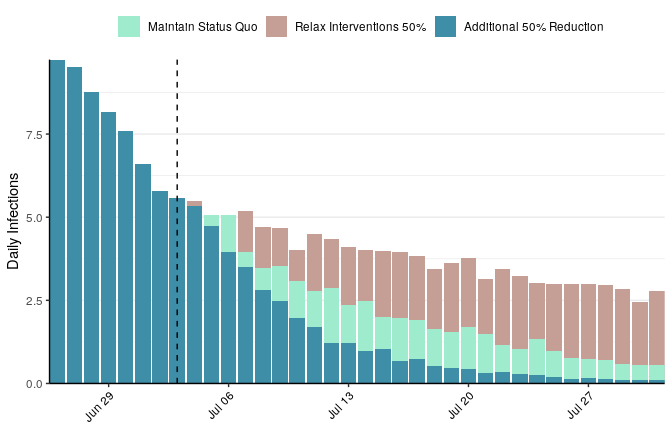 Maintain Status Quo Relax Interventions 50% Additional 50% Reduction
Daily Infections
7.5
5.0
2.5
0.0
Jun 29 Jul 06 Jul 13 Jul 20 Jul 27